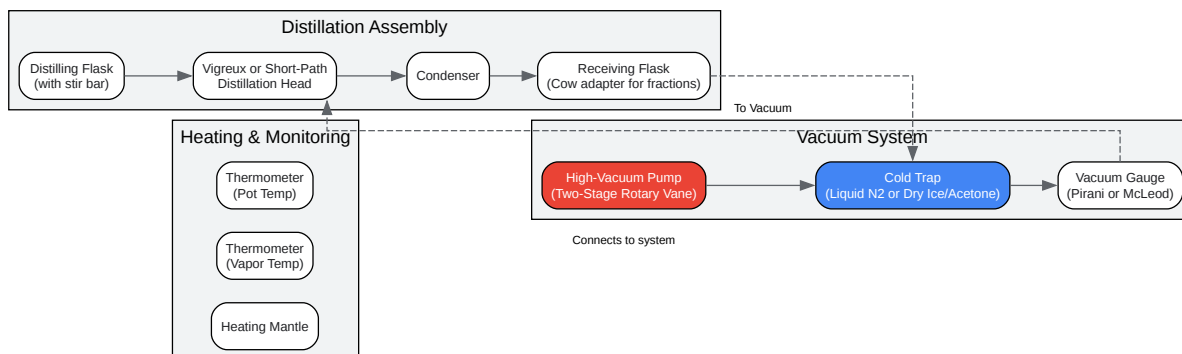 Distillation Assembly
Distilling Flask
(with stir bar)
Vigreux or Short-Path
Distillation Head
Condenser
Receiving Flask
(Cow adapter for fractions)
To Vacuum
Heating & Monitoring
Thermometer
(Pot Temp)
Thermometer
(Vapor Temp)
Heating Mantle
Vacuum System
High-Vacuum Pump
(Two-Stage Rotary Vane)
Cold Trap
(Liquid N2 or Dry Ice/Acetone)
Vacuum Gauge
(Pirani or McLeod)
Connects to system